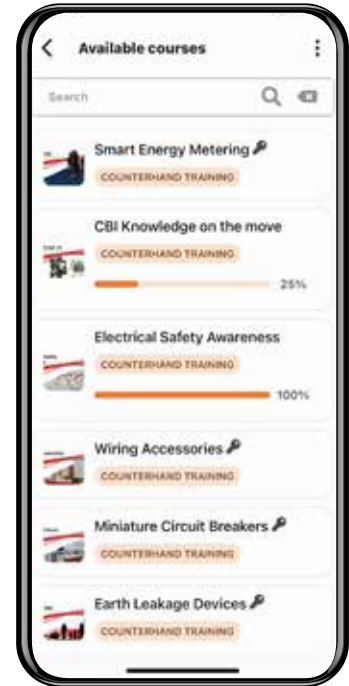 Available courses
Search
Smart Energy Metering
COUNTERHAND TRAINING
CBI Knowledge on the move
COUNTERHAND TRAINING
25%
Electrical Safety Awareness
COUNTERHAND TRAINING
100%
Wiring Accessories
COUNTERHAND TRAINING
Miniature Circuit Breakers
COUNTERHAND TRAINING
Earth Leakage Devices
COUNTERHAND TRAINING